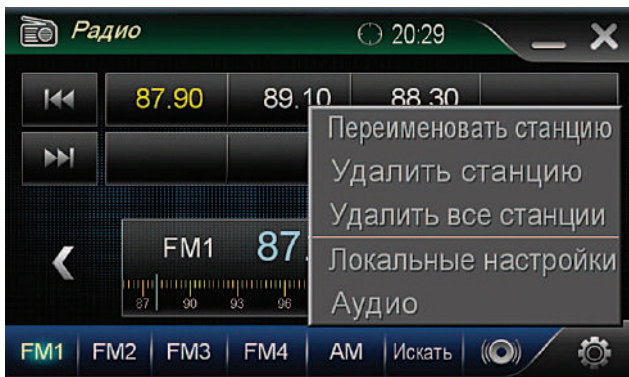 Радио 20:29
87.90 89.10 88.30
Переименовать станцию
Удалить станцию
Удалить все станции
Локальные настройки
Аудио
FM1 87.
87 90 93 96
FM1 FM2 FM3 FM4 AM Искать